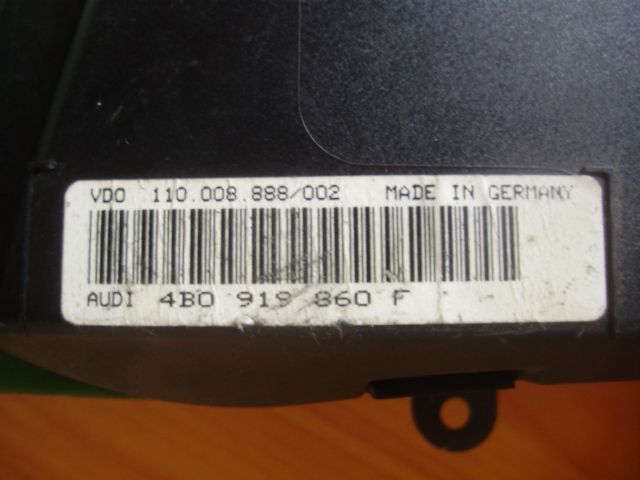 VDO 110.008.888/002 MADE IN GERMANY
AUDI 4B0 919 860 F